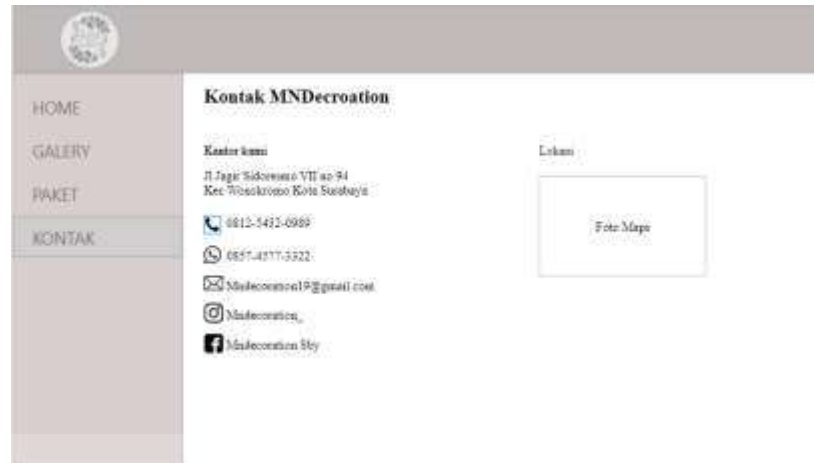 HOME
GALERY
PAKET
KONTAK
Kontak MNDecroation
Kantor kami
Jl Jagir Sidoresmo VII no 94
Kec Wonokromo Kota Surabaya
0812-5432-0989
0857-4577-3322
Mndecoration19@gmail.com
Mndecoration_
Mndecoration Sby
Lokasi
Foto Maps